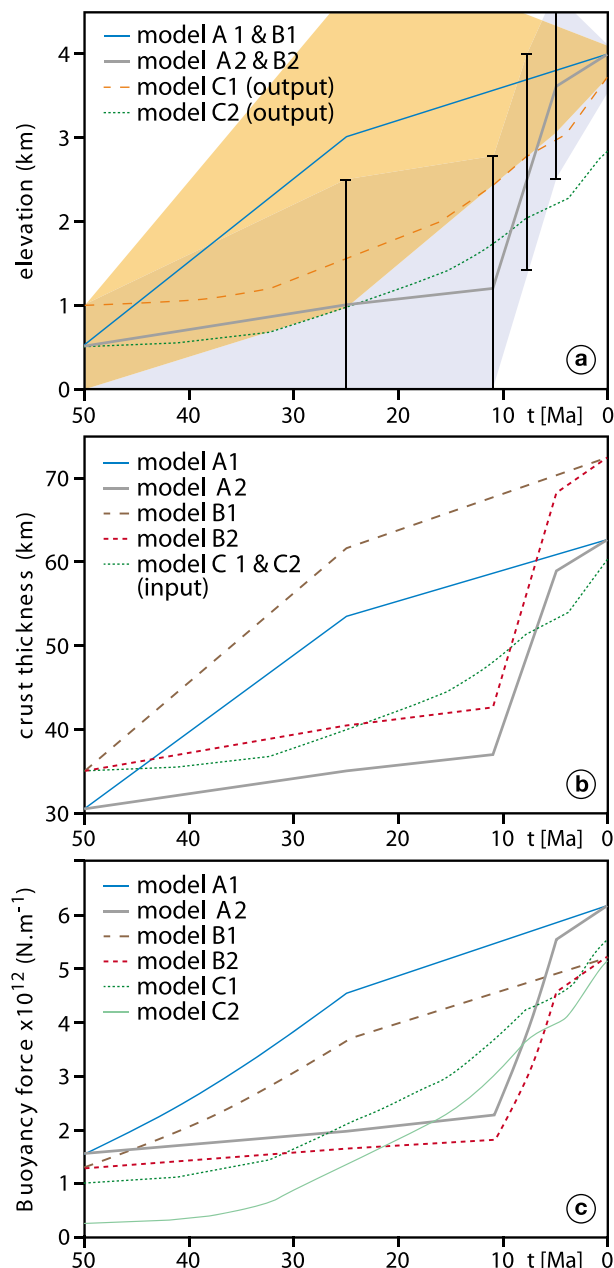 4
3
2
1
0
elevation (km)
model A 1 & B1
model A 2 & B2
model C1 (output)
model C2 (output)
a
50
40
30
20
10
t [Ma]
0
70
60
50
40
30
crust thickness (km)
model A1
model A2
model B1
model B2
model C 1 & C2
(input)
b
50
40
30
20
10
t [Ma]
0
6
5
4
3
2
1
0
Buoyancy force x10¹² (N.m⁻¹)
model A1
model A2
model B1
model B2
model C1
model C2
c
50
40
30
20
10
t [Ma]
0